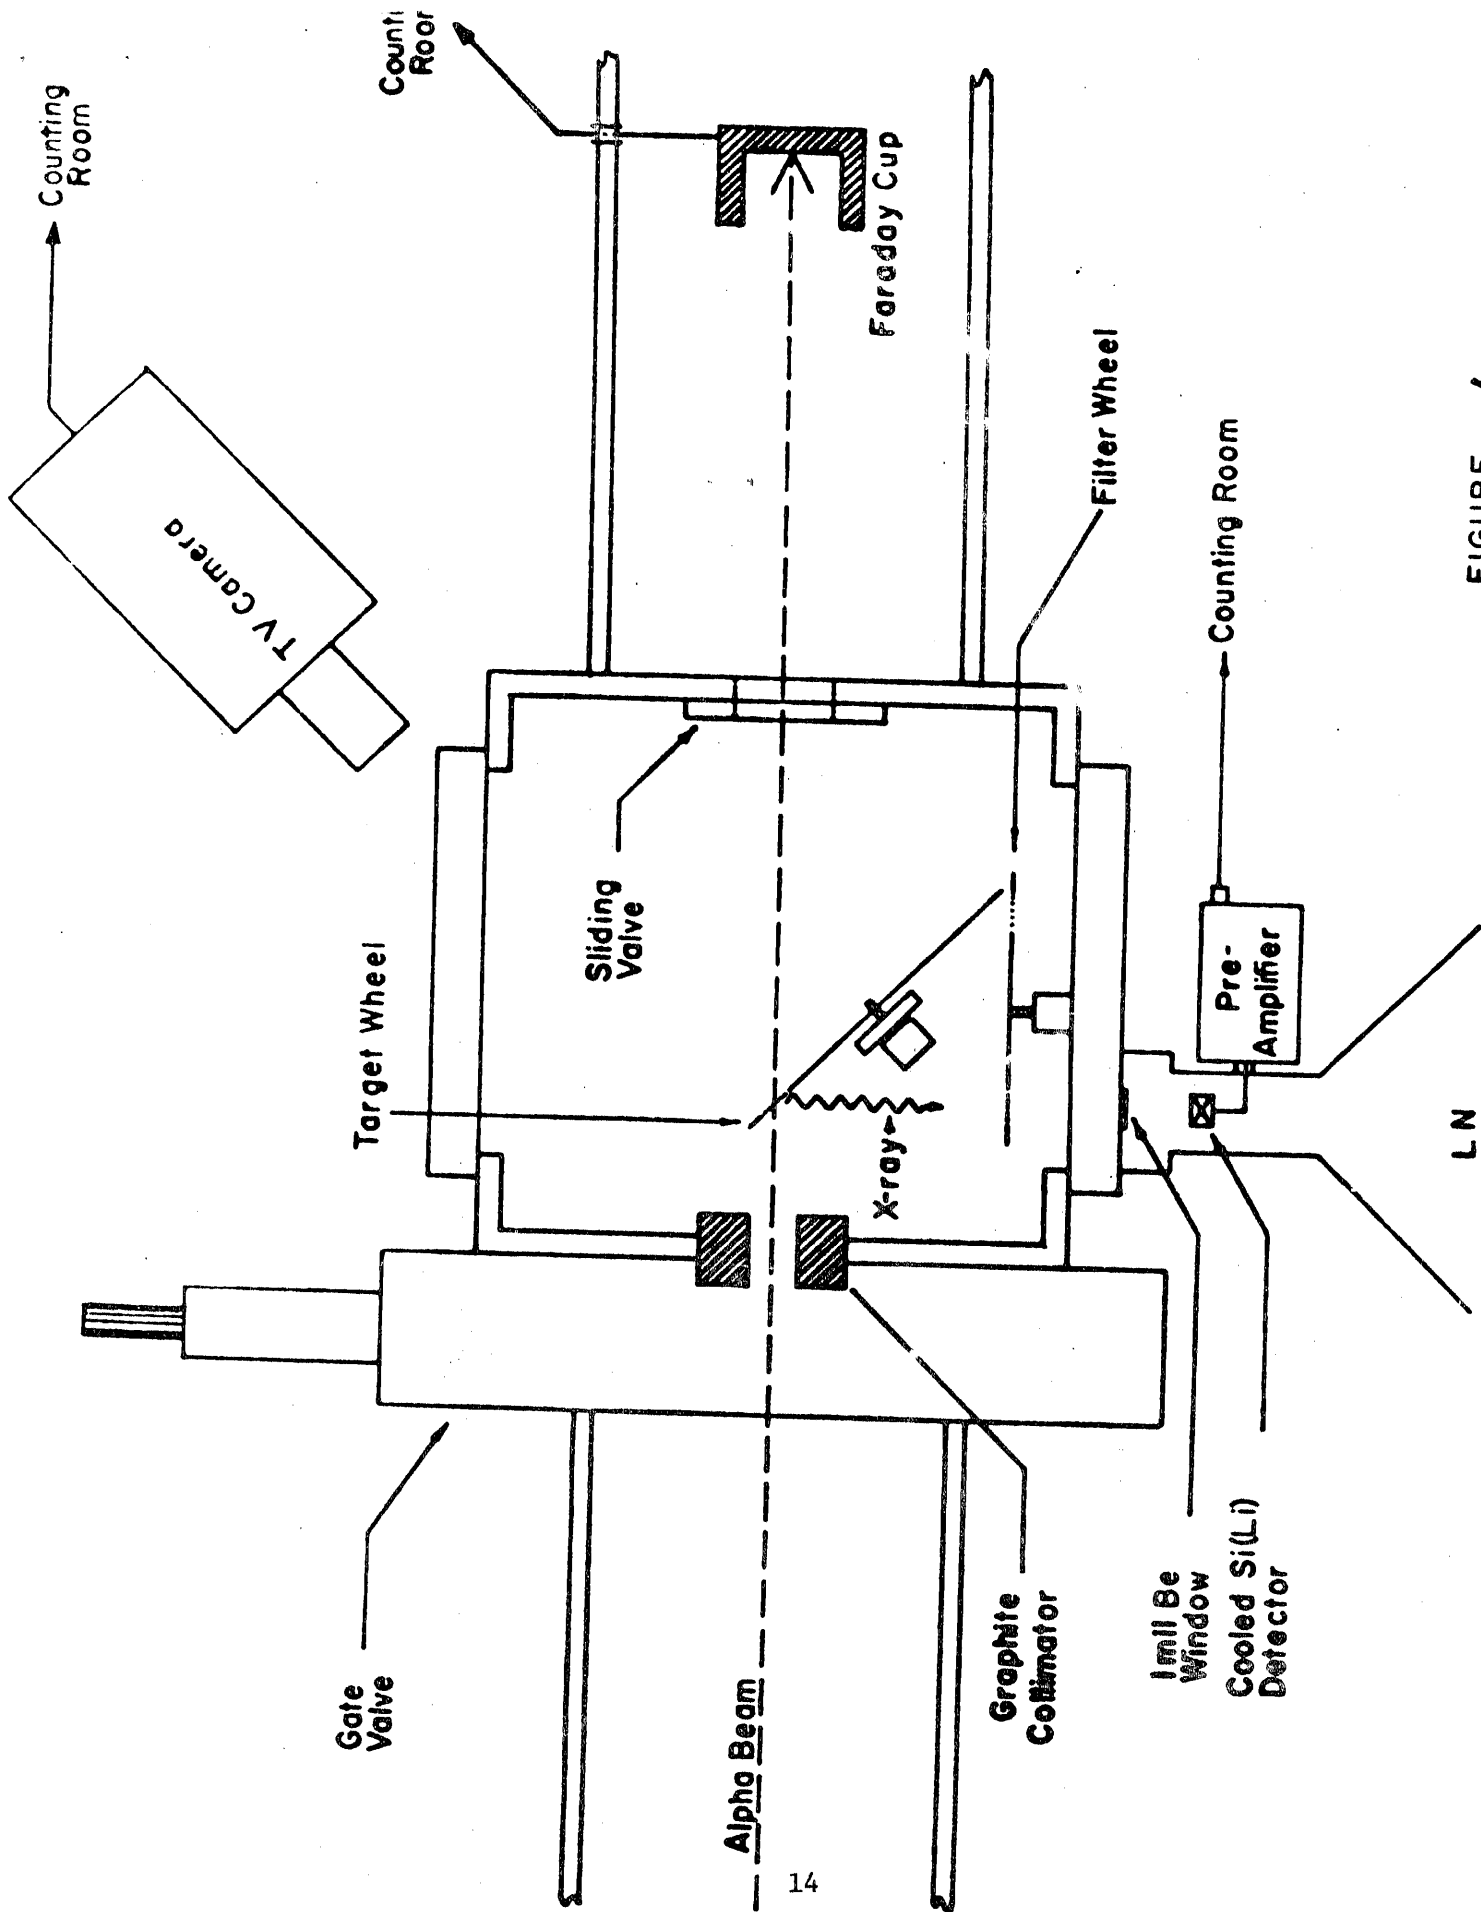 Counting
Room
Counti
Roor
TV Camera
Faraday Cup
Sliding
Valve
Filter Wheel
Target Wheel
Counting Room
Pre-
Amplifier
X-ray
Gate
Valve
Alpha Beam
Graphite
Collimator
1mil Be
Window
Cooled Si(Li)
Detector
LN
FIGURE
14